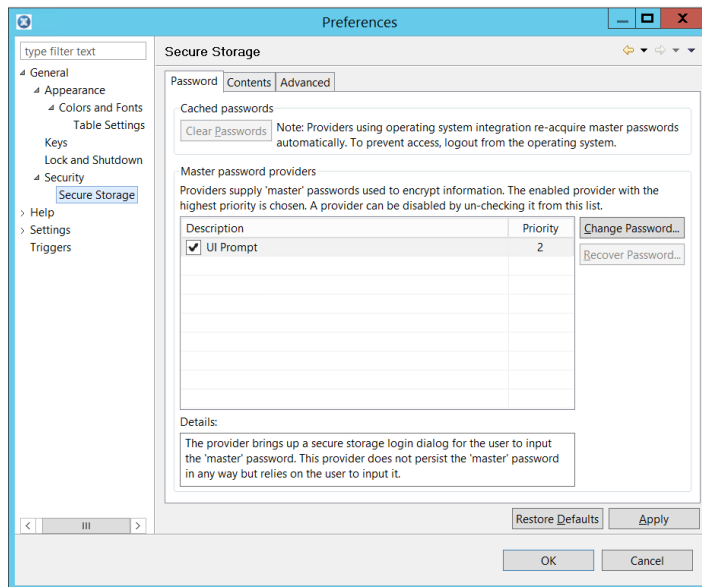 Preferences
X
type filter text
General
Appearance
Colors and Fonts
Table Settings
Keys
Lock and Shutdown
Security
Secure Storage
Help
Settings
Triggers
Secure Storage
Password Contents Advanced
Cached passwords
Clear Passwords
Note: Providers using operating system integration re-acquire master passwords
automatically. To prevent access, logout from the operating system.
Master password providers
Providers supply 'master' passwords used to encrypt information. The enabled provider with the
highest priority is chosen. A provider can be disabled by un-checking it from this list.
Description Priority
UI Prompt 2
Change Password...
Recover Password...
Details:
The provider brings up a secure storage login dialog for the user to input
the 'master' password. This provider does not persist the 'master' password
in any way but relies on the user to input it.
Restore Defaults Apply
OK Cancel